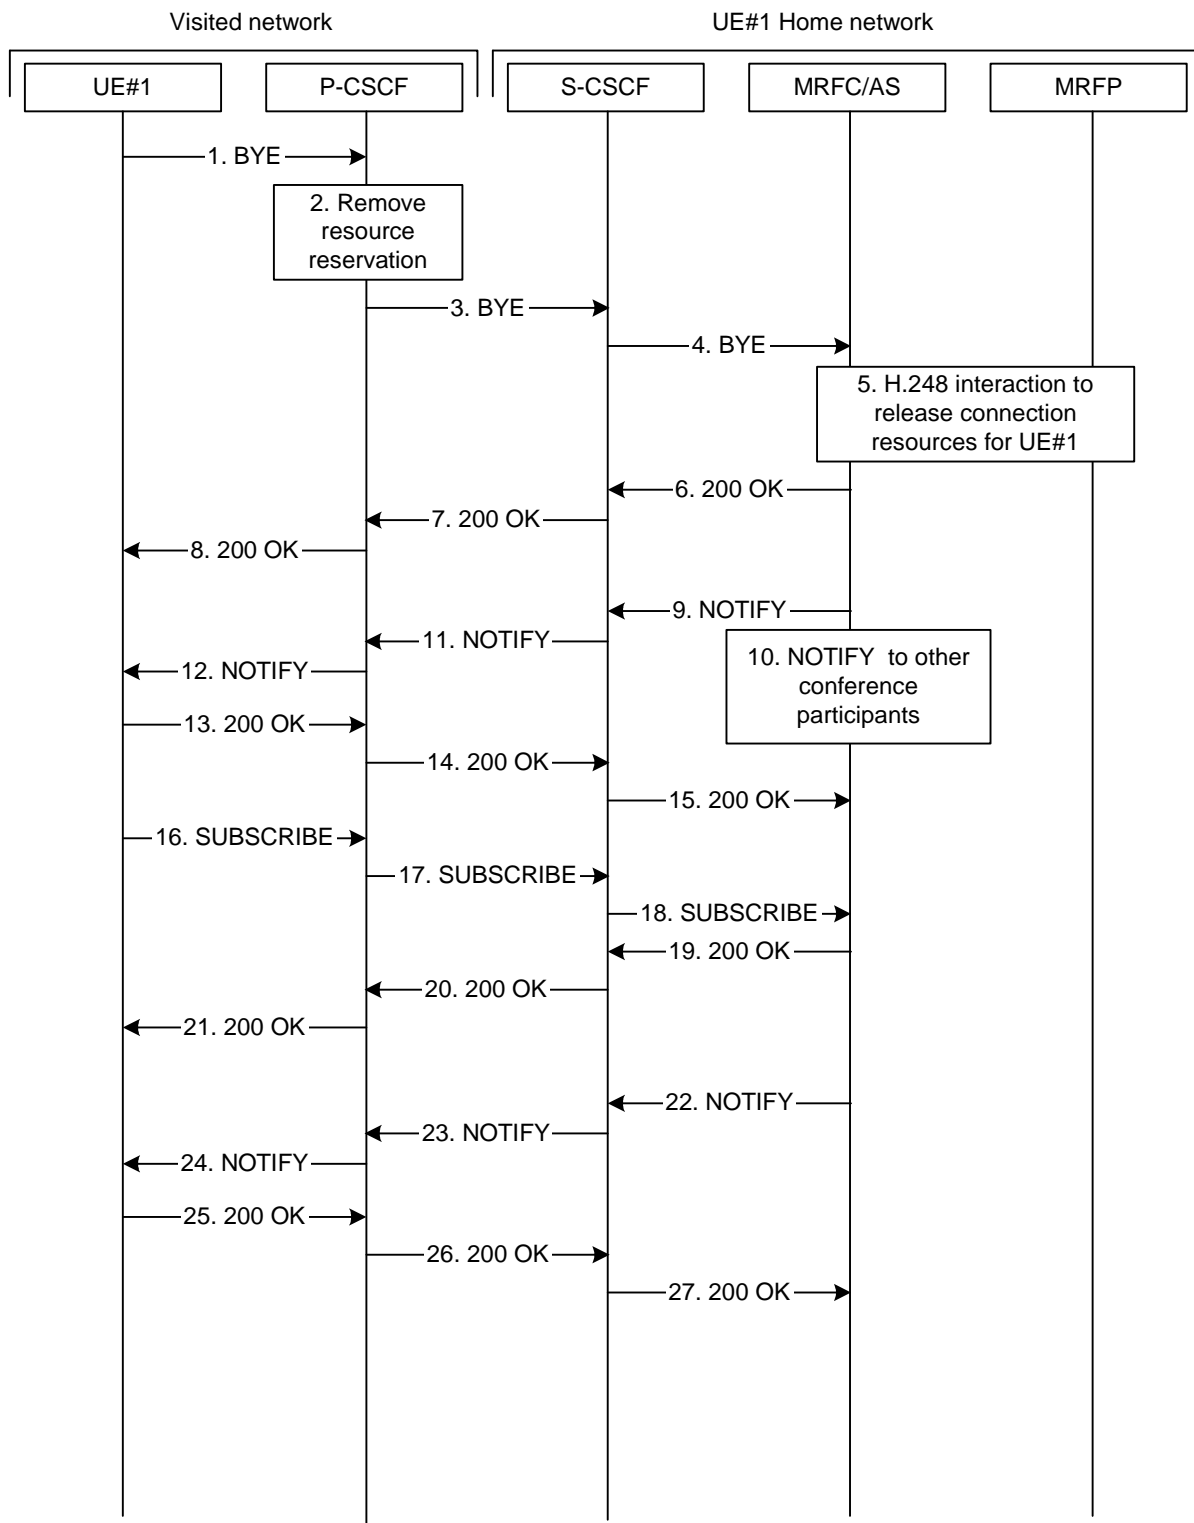 Visited network
UE#1 Home network
UE#1
P-CSCF
S-CSCF
MRFC/AS
MRFP
1. BYE
2. Remove
resource
reservation
3. BYE
4. BYE
5. H.248 interaction to
release connection
resources for UE#1
6. 200 OK
7. 200 OK
8. 200 OK
9. NOTIFY
10. NOTIFY to other
conference
participants
11. NOTIFY
12. NOTIFY
13. 200 OK
14. 200 OK
15. 200 OK
16. SUBSCRIBE
17. SUBSCRIBE
18. SUBSCRIBE
19. 200 OK
20. 200 OK
21. 200 OK
22. NOTIFY
23. NOTIFY
24. NOTIFY
25. 200 OK
26. 200 OK
27. 200 OK